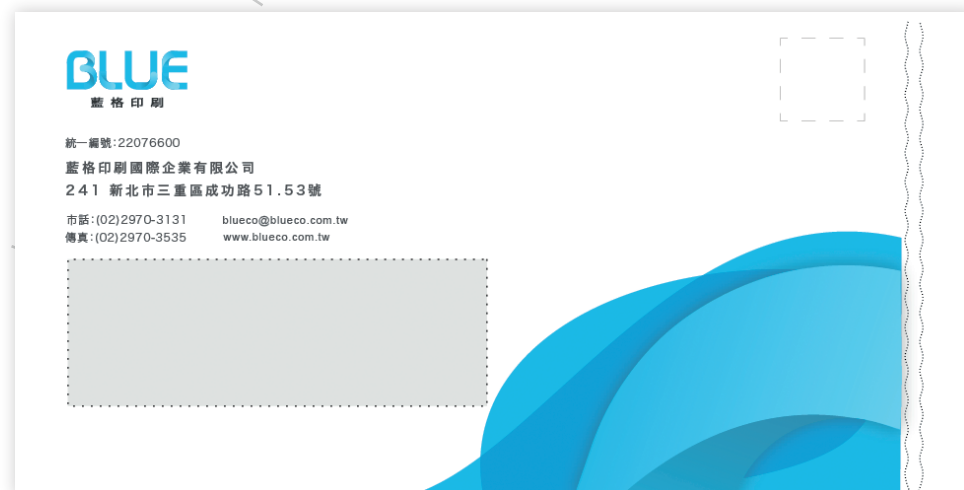 BLUE
藍格印刷
統一編號:22076600
藍格印刷國際企業有限公司
241 新北市三重區成功路51.53號
市話:(02)2970-3131 blueco@blueco.com.tw
傳真:(02)2970-3535 www.blueco.com.tw